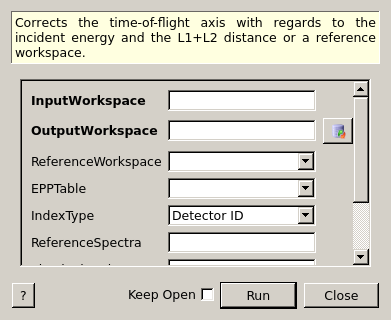 Corrects the time-of-flight axis with regards to the
incident energy and the L1+L2 distance or a reference
workspace.
InputWorkspace
OutputWorkspace
ReferenceWorkspace
EPPTable
IndexType Detector ID
ReferenceSpectra
? Keep Open Run Close